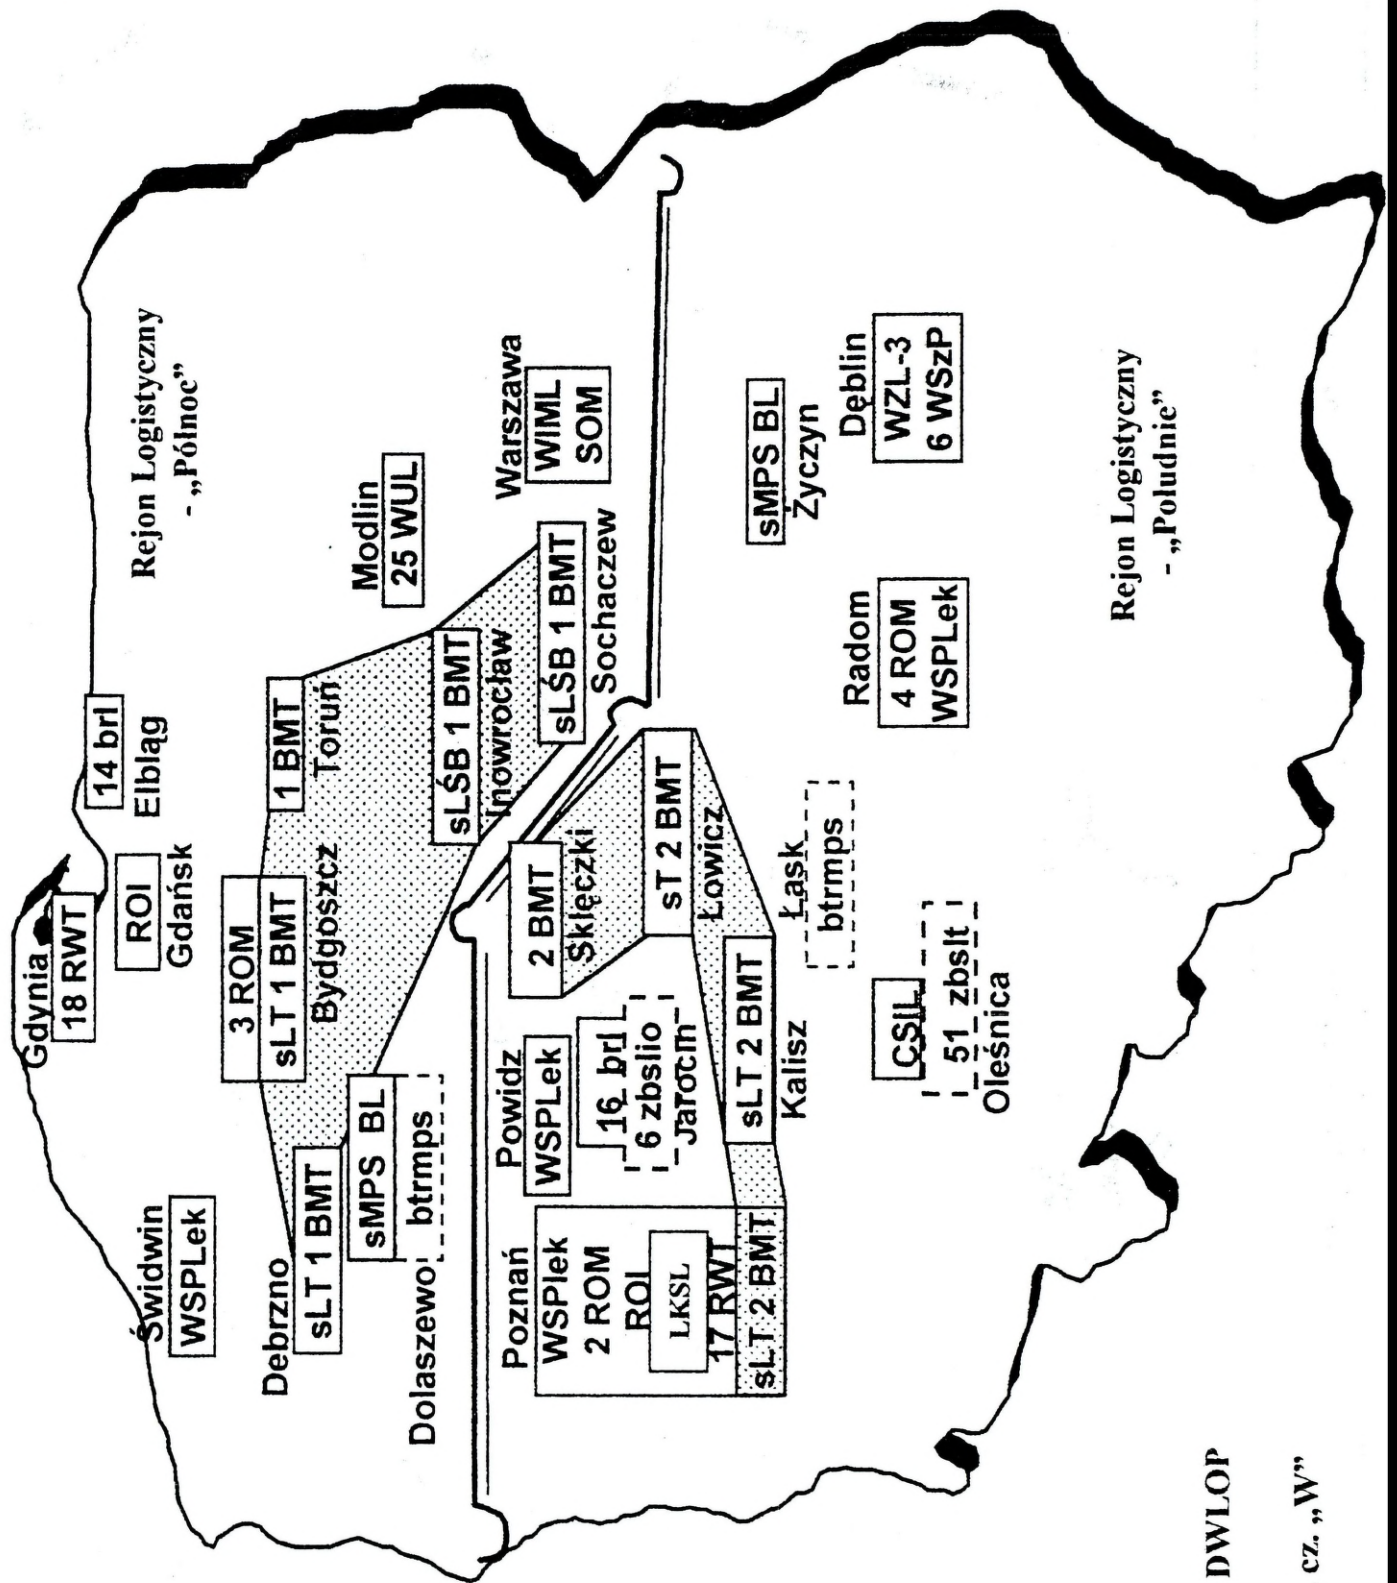 Gdynia
18 RWT
ROI
Gdańsk
14 brl
Elbląg
Rejon Logistyczny
- „Północ”
Świdwin
WSPLek
3 ROM
sLT 1 BMT
Bydgoszcz
1 BMT
Toruń
Debrzno
sLT 1 BMT
sMPS BL
btrmps
Dolaszewo
Modlin
25 WUL
sLŚB 1 BMT
Inowrocław
Warszawa
WIML
SOM
sLŚB 1 BMT
Sochaczew
Poznań
WSPlek
2 ROM
ROI
LKSL
17 RWT
sLT 2 BMT
Powidz
WSPLek
16 brl
6 zbslio
Jarocin
2 BMT
Sklęczki
sT 2 BMT
Łowicz
sLT 2 BMT
Kalisz
Łask
btrmps
sMPS BL
Życzyn
Dęblin
WZL-3
6 WSzP
Radom
4 ROM
WSPLek
CSIL
51 zbslt
Oleśnica
Rejon Logistyczny
- „Południe”
DWLOP
cz. „W”